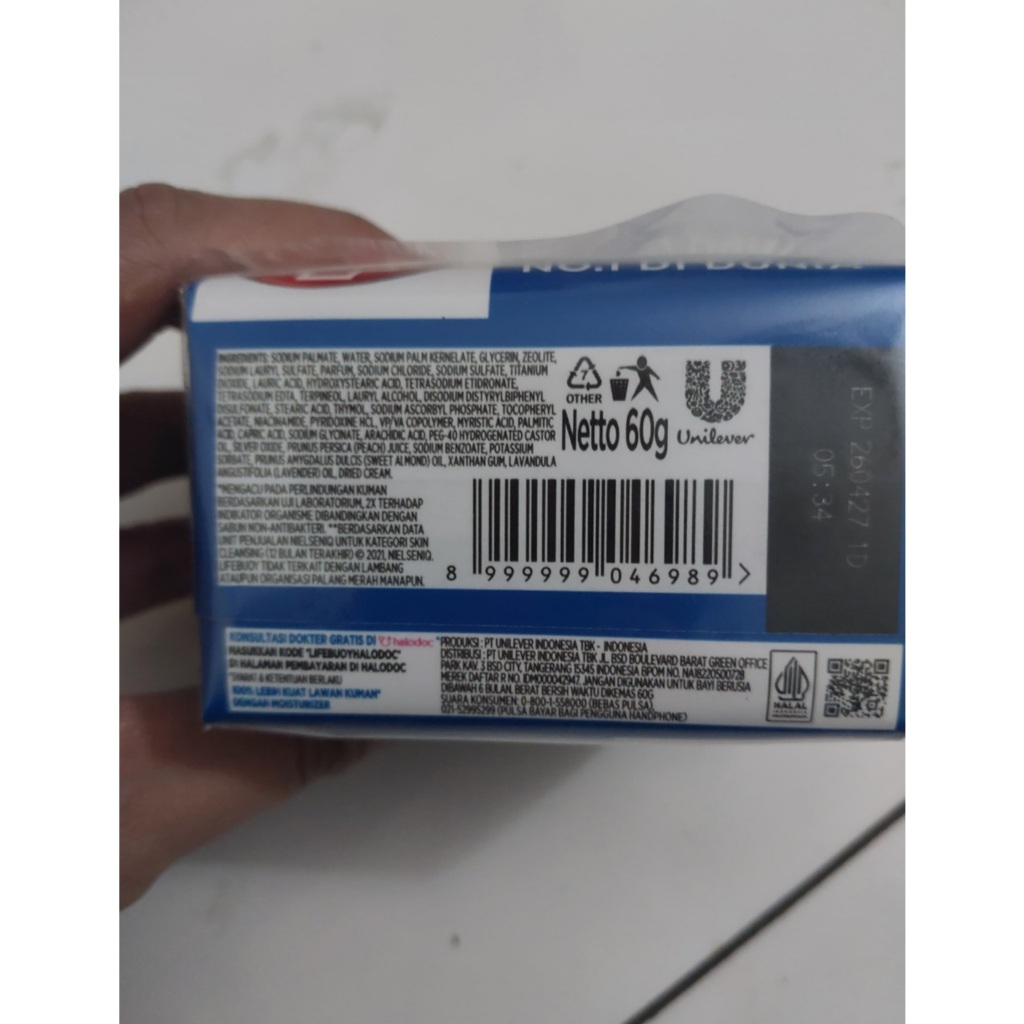 NO.1 DI DUNIA
INGREDIENTS: SODIUM PALMATE, WATER, SODIUM PALM KERNELATE, GLYCERIN, ZEOLITE,
SODIUM LAURYL SULFATE, PARFUM, SODIUM CHLORIDE, SODIUM SULFATE, TITANIUM
DIOXIDE, LAURIC ACID, HYDROXYSTEARIC ACID, TETRASODIUM ETIDRONATE,
TETRASODIUM EDTA, TERPINEOL, LAURYL ALCOHOL, DISODIUM DISTYRYLBIPHENYL
DISULFONATE, STEARIC ACID, THYMOL, SODIUM ASCORBYL PHOSPHATE, TOCOPHERYL
ACETATE, NIACINAMIDE, PYRIDOXINE HCL, VP/VA COPOLYMER, MYRISTIC ACID, PALMITIC
ACID, CAPRIC ACID, SODIUM GLYCINATE, ARACHIDIC ACID, PEG-40 HYDROGENATED CASTOR
OIL, SILVER OXIDE, PRUNUS PERSICA (PEACH) JUICE, SODIUM BENZOATE, POTASSIUM
SORBATE, PRUNUS AMYGDALUS DULCIS (SWEET ALMOND) OIL, XANTHAN GUM, LAVANDULA
ANGUSTIFOLIA (LAVENDER) OIL, DRIED CREAM.
*MENGACU PADA PERLINDUNGAN KUMAN
BERDASARKAN UJI LABORATORIUM, 2X TERHADAP
INDIKATOR ORGANISME DIBANDINGKAN DENGAN
SABUN NON-ANTIBAKTERI. **BERDASARKAN DATA
UNIT PENJUALAN NIELSENIQ UNTUK KATEGORI SKIN
CLEANSING (12 BULAN TERAKHIR) © 2021, NIELSENIQ.
LIFEBUOY TIDAK TERKAIT DENGAN LAMBANG
ATAUPUN ORGANISASI PALANG MERAH MANAPUN.
7
OTHER
Netto 60g
Unilever
8 999999 046989 >
EXP 260427 1D
05:34
KONSULTASI DOKTER GRATIS DI halodoc*
MASUKKAN KODE "LIFEBUOYHALODOC"
DI HALAMAN PEMBAYARAN DI HALODOC
*SYARAT & KETENTUAN BERLAKU
100% LEBIH KUAT LAWAN KUMAN*
DENGAN MOISTURIZER
PRODUKSI : PT UNILEVER INDONESIA TBK - INDONESIA
DISTRIBUSI : PT UNILEVER INDONESIA TBK JL. BSD BOULEVARD BARAT GREEN OFFICE
PARK KAV. 3 BSD CITY, TANGERANG 15345 INDONESIA BPOM NO. NA18220500728
MEREK DAFTAR R NO. IDM000042947. JANGAN DIGUNAKAN UNTUK BAYI BERUSIA
DIBAWAH 6 BULAN. BERAT BERSIH WAKTU DIKEMAS 60G
SUARA KONSUMEN: 0-800-1-558000 (BEBAS PULSA),
021-52995299 (PULSA BAYAR BAGI PENGGUNA HANDPHONE)
HALAL
INDONESIA